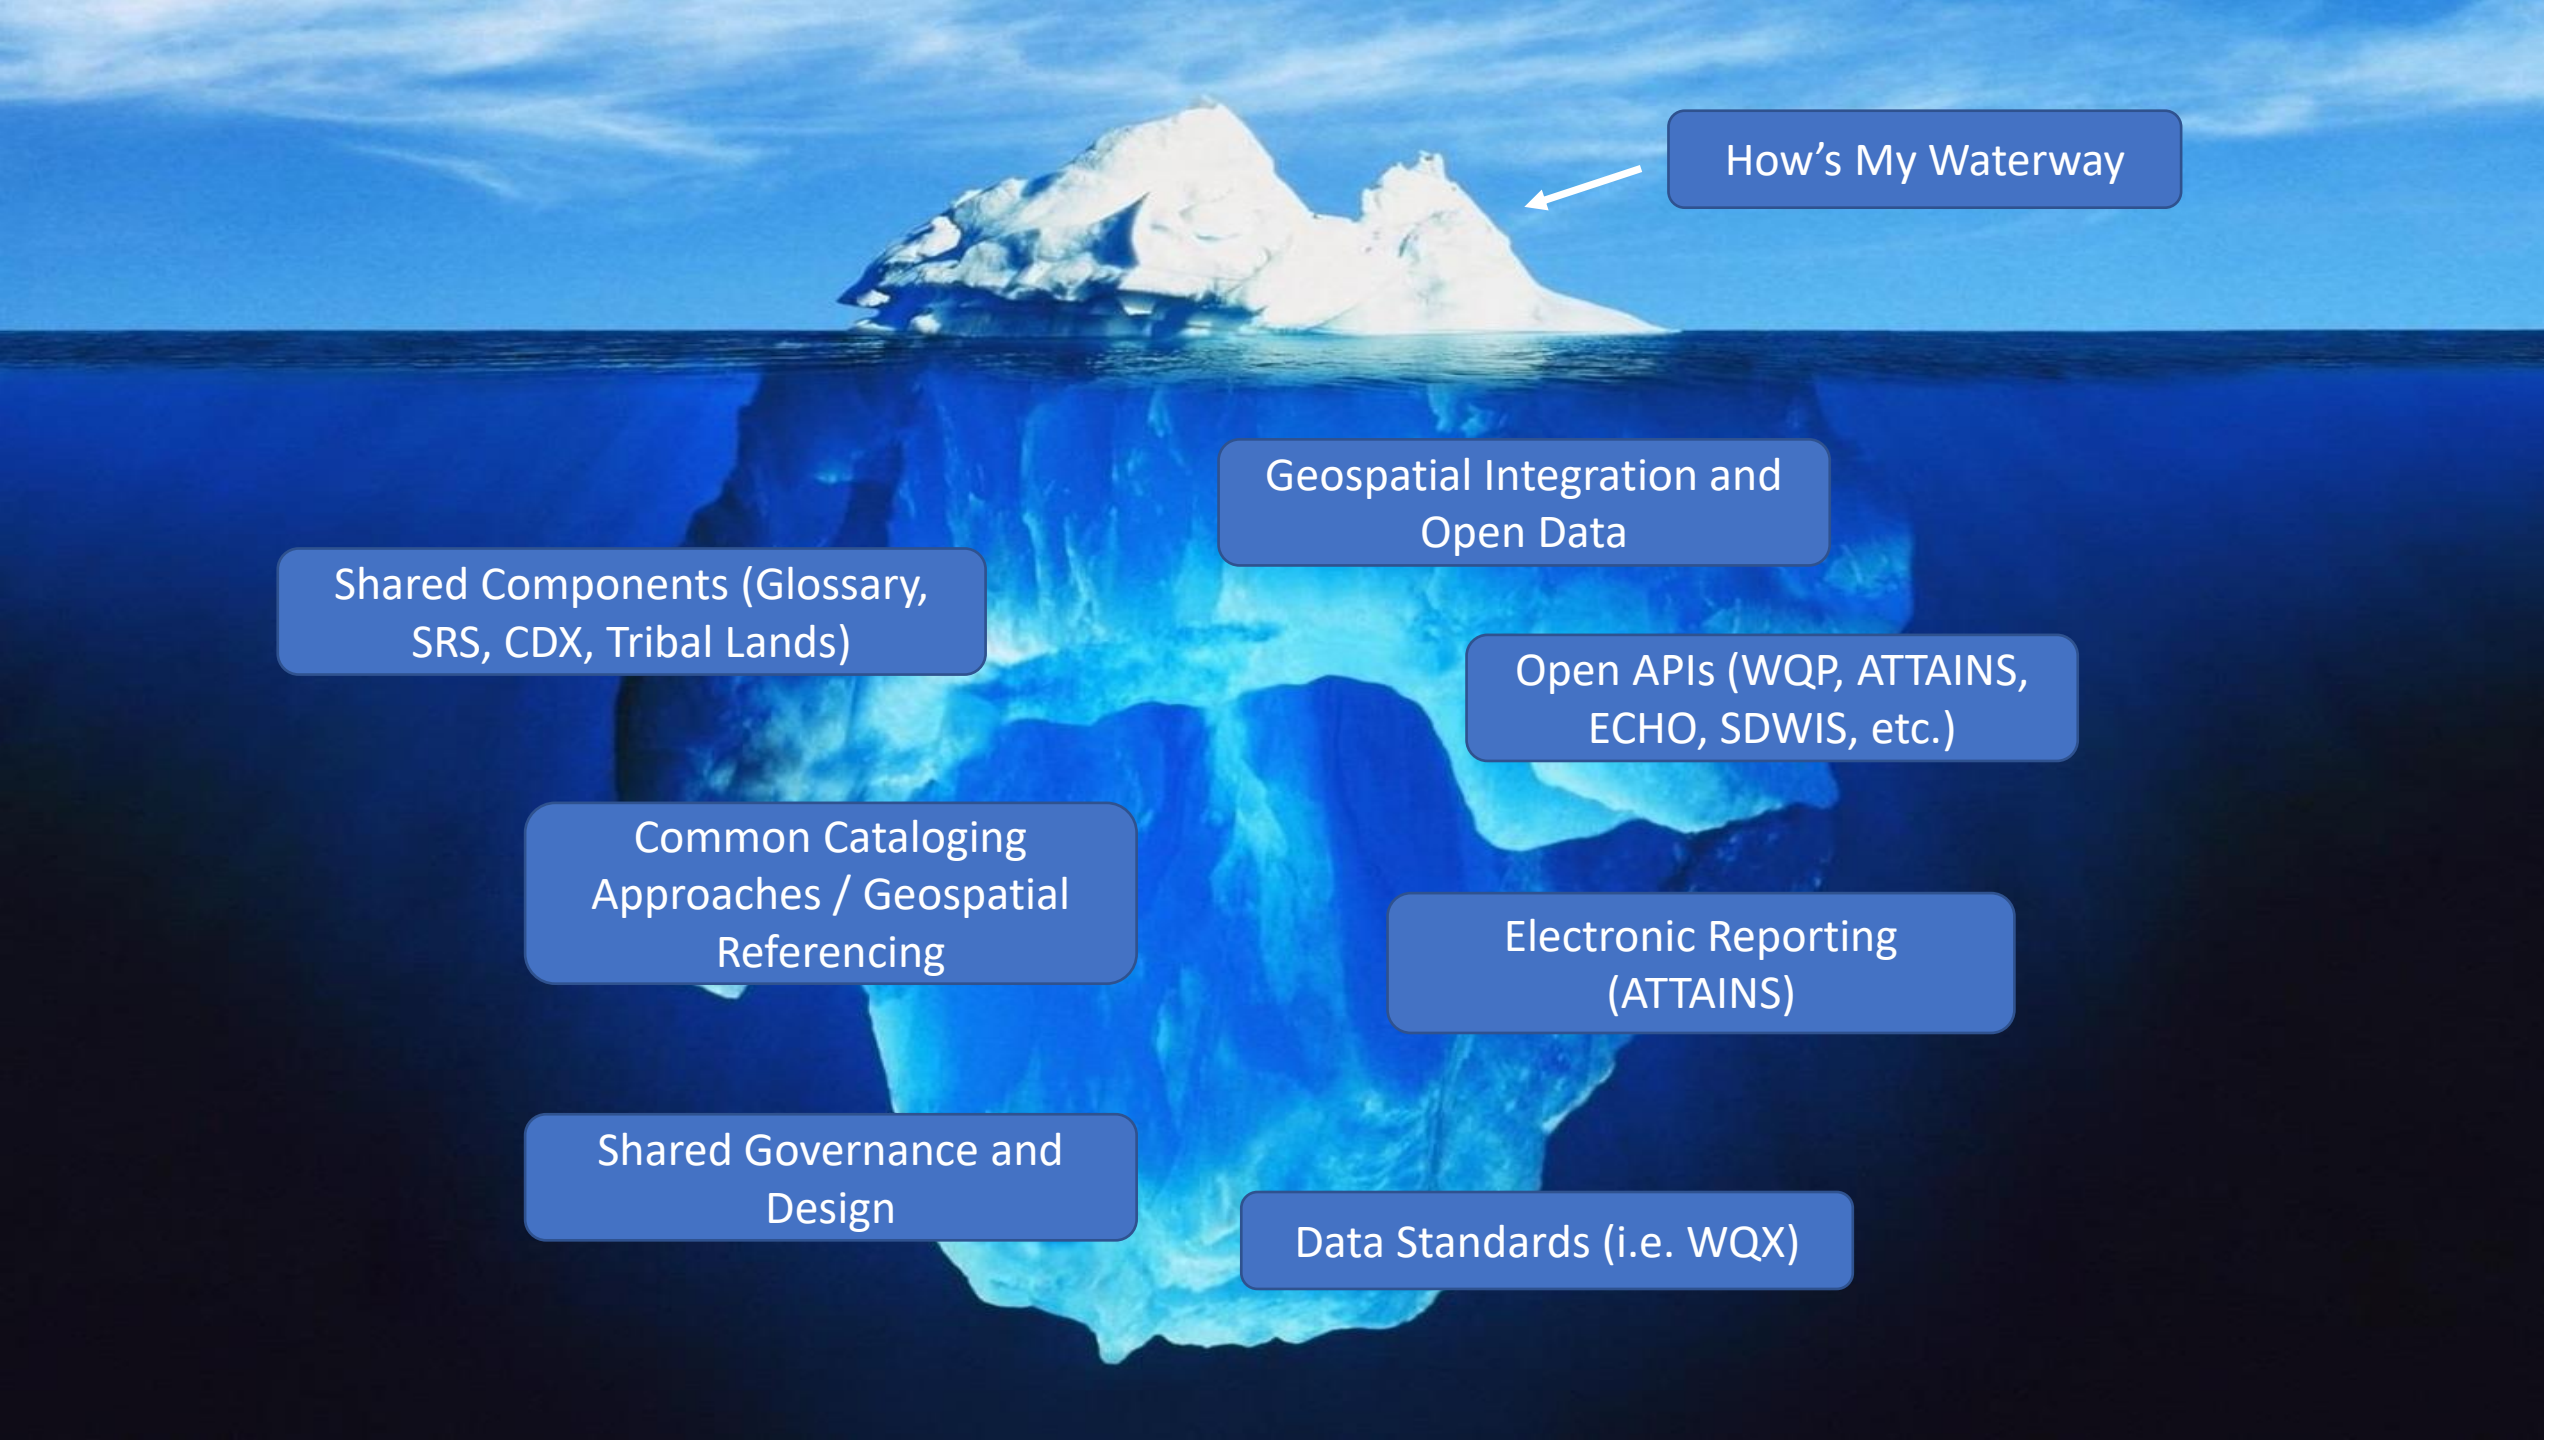 How’s My Waterway
Geospatial Integration and
Open Data
Shared Components (Glossary,
SRS, CDX, Tribal Lands)
Open APIs (WQP, ATTAINS,
ECHO, SDWIS, etc.)
Common Cataloging
Approaches / Geospatial
Referencing
Electronic Reporting
(ATTAINS)
Shared Governance and
Design
Data Standards (i.e. WQX)